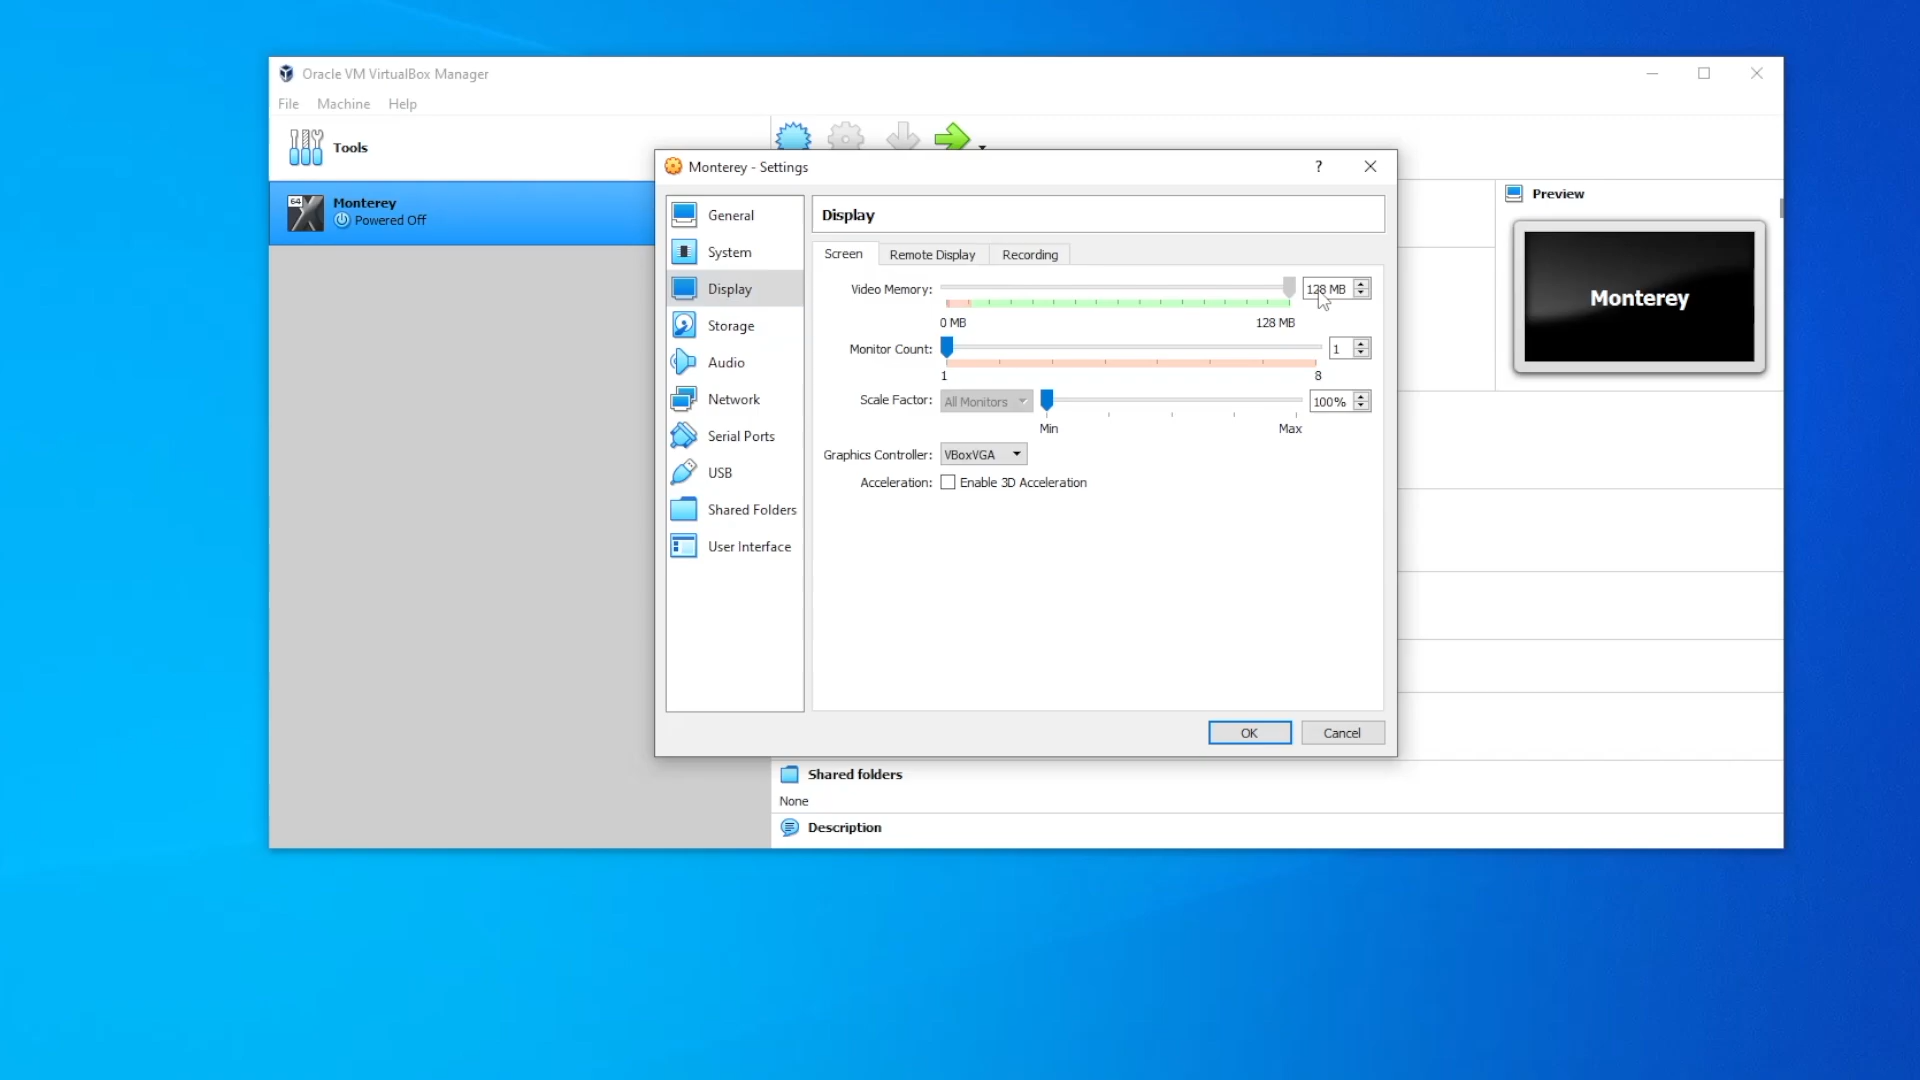 Oracle VM VirtualBox Manager
File Machine Help
Tools
64
Monterey
Powered Off
Monterey - Settings
?
General
System
Display
Storage
Audio
Network
Serial Ports
USB
Shared Folders
User Interface
Display
Screen Remote Display Recording
Video Memory: 128 MB
0 MB 128 MB
Monitor Count: 1
1 8
Scale Factor: All Monitors 100%
Min Max
Graphics Controller: VBoxVGA
Acceleration: Enable 3D Acceleration
OK Cancel
Preview
Monterey
Shared folders
None
Description